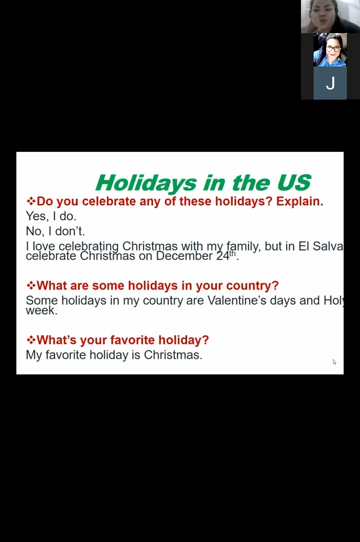 J
Holidays in the US
❖Do you celebrate any of these holidays? Explain.
Yes, I do.
No, I don't.
I love celebrating Christmas with my family, but in El Salva
celebrate Christmas on December 24th.
❖What are some holidays in your country?
Some holidays in my country are Valentine's days and Holy
week.
❖What's your favorite holiday?
My favorite holiday is Christmas.